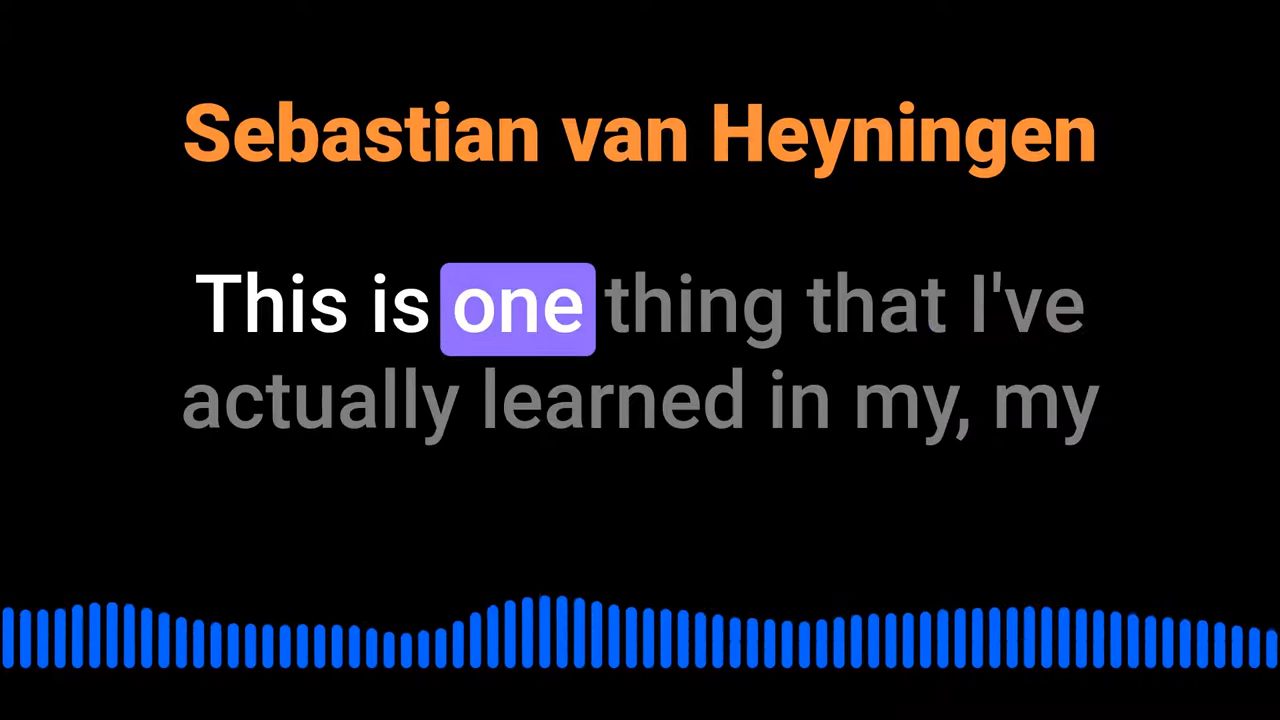 Sebastian van Heyningen
This is one thing that I've
actually learned in my, my